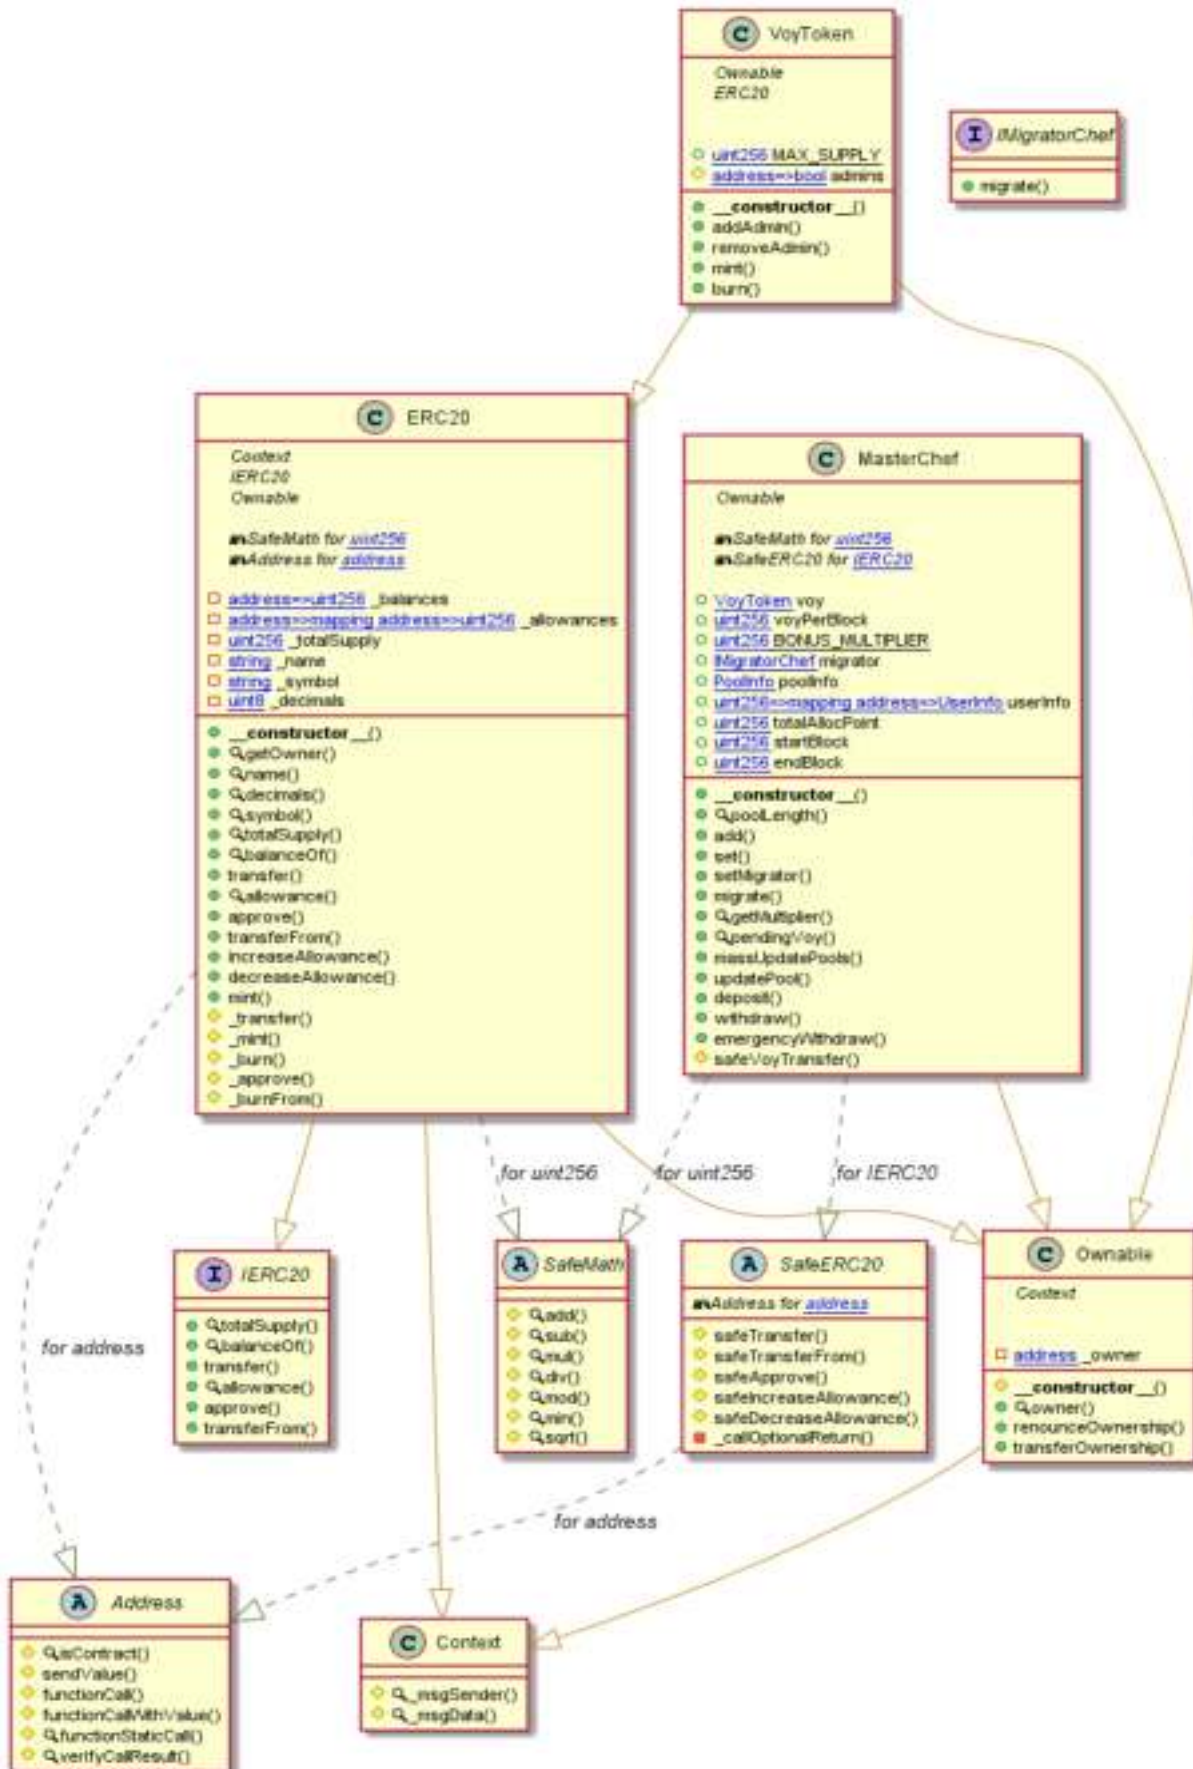 C VoyToken
Ownable
ERC20
uint256 MAX_SUPPLY
address=>bool admins
__constructor__()
addAdmin()
removeAdmin()
mint()
burn()
I IMigratorChef
migrate()
C ERC20
Context
IERC20
Ownable
SafeMath for uint256
Address for address
address=>uint256 _balances
address=>mapping address=>uint256 _allowances
uint256 _totalSupply
string _name
string _symbol
uint8 _decimals
__constructor__()
getOwner()
name()
decimals()
symbol()
totalSupply()
balanceOf()
transfer()
allowance()
approve()
transferFrom()
increaseAllowance()
decreaseAllowance()
mint()
_transfer()
_mint()
_burn()
_approve()
_burnFrom()
C MasterChef
Ownable
SafeMath for uint256
SafeERC20 for IERC20
VoyToken voy
uint256 voyPerBlock
uint256 BONUS_MULTIPLIER
IMigratorChef migrator
PoolInfo poolInfo
uint256=>mapping address=>UserInfo userInfo
uint256 totalAllocPoint
uint256 startBlock
uint256 endBlock
__constructor__()
poolLength()
add()
set()
setMigrator()
migrate()
getMultiplier()
pendingVoy()
massUpdatePools()
updatePool()
deposit()
withdraw()
emergencyWithdraw()
safeVoyTransfer()
for uint256
for uint256
for IERC20
for address
I IERC20
totalSupply()
balanceOf()
transfer()
allowance()
approve()
transferFrom()
A SafeMath
add()
sub()
mul()
div()
mod()
min()
sqrt()
A SafeERC20
Address for address
safeTransfer()
safeTransferFrom()
safeApprove()
safeIncreaseAllowance()
safeDecreaseAllowance()
_callOptionalReturn()
C Ownable
Context
address _owner
__constructor__()
owner()
renounceOwnership()
transferOwnership()
for address
A Address
isContract()
sendValue()
functionCall()
functionCallWithValue()
functionStaticCall()
verifyCallResult()
C Context
_msgSender()
_msgData()